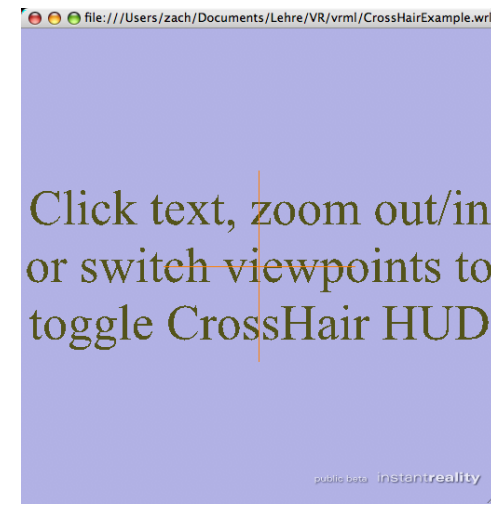 file:///Users/zach/Documents/Lehre/VR/vrml/CrossHairExample.wrl
Click text, zoom out/in
or switch viewpoints to
toggle CrossHair HUD
public beta instantreality